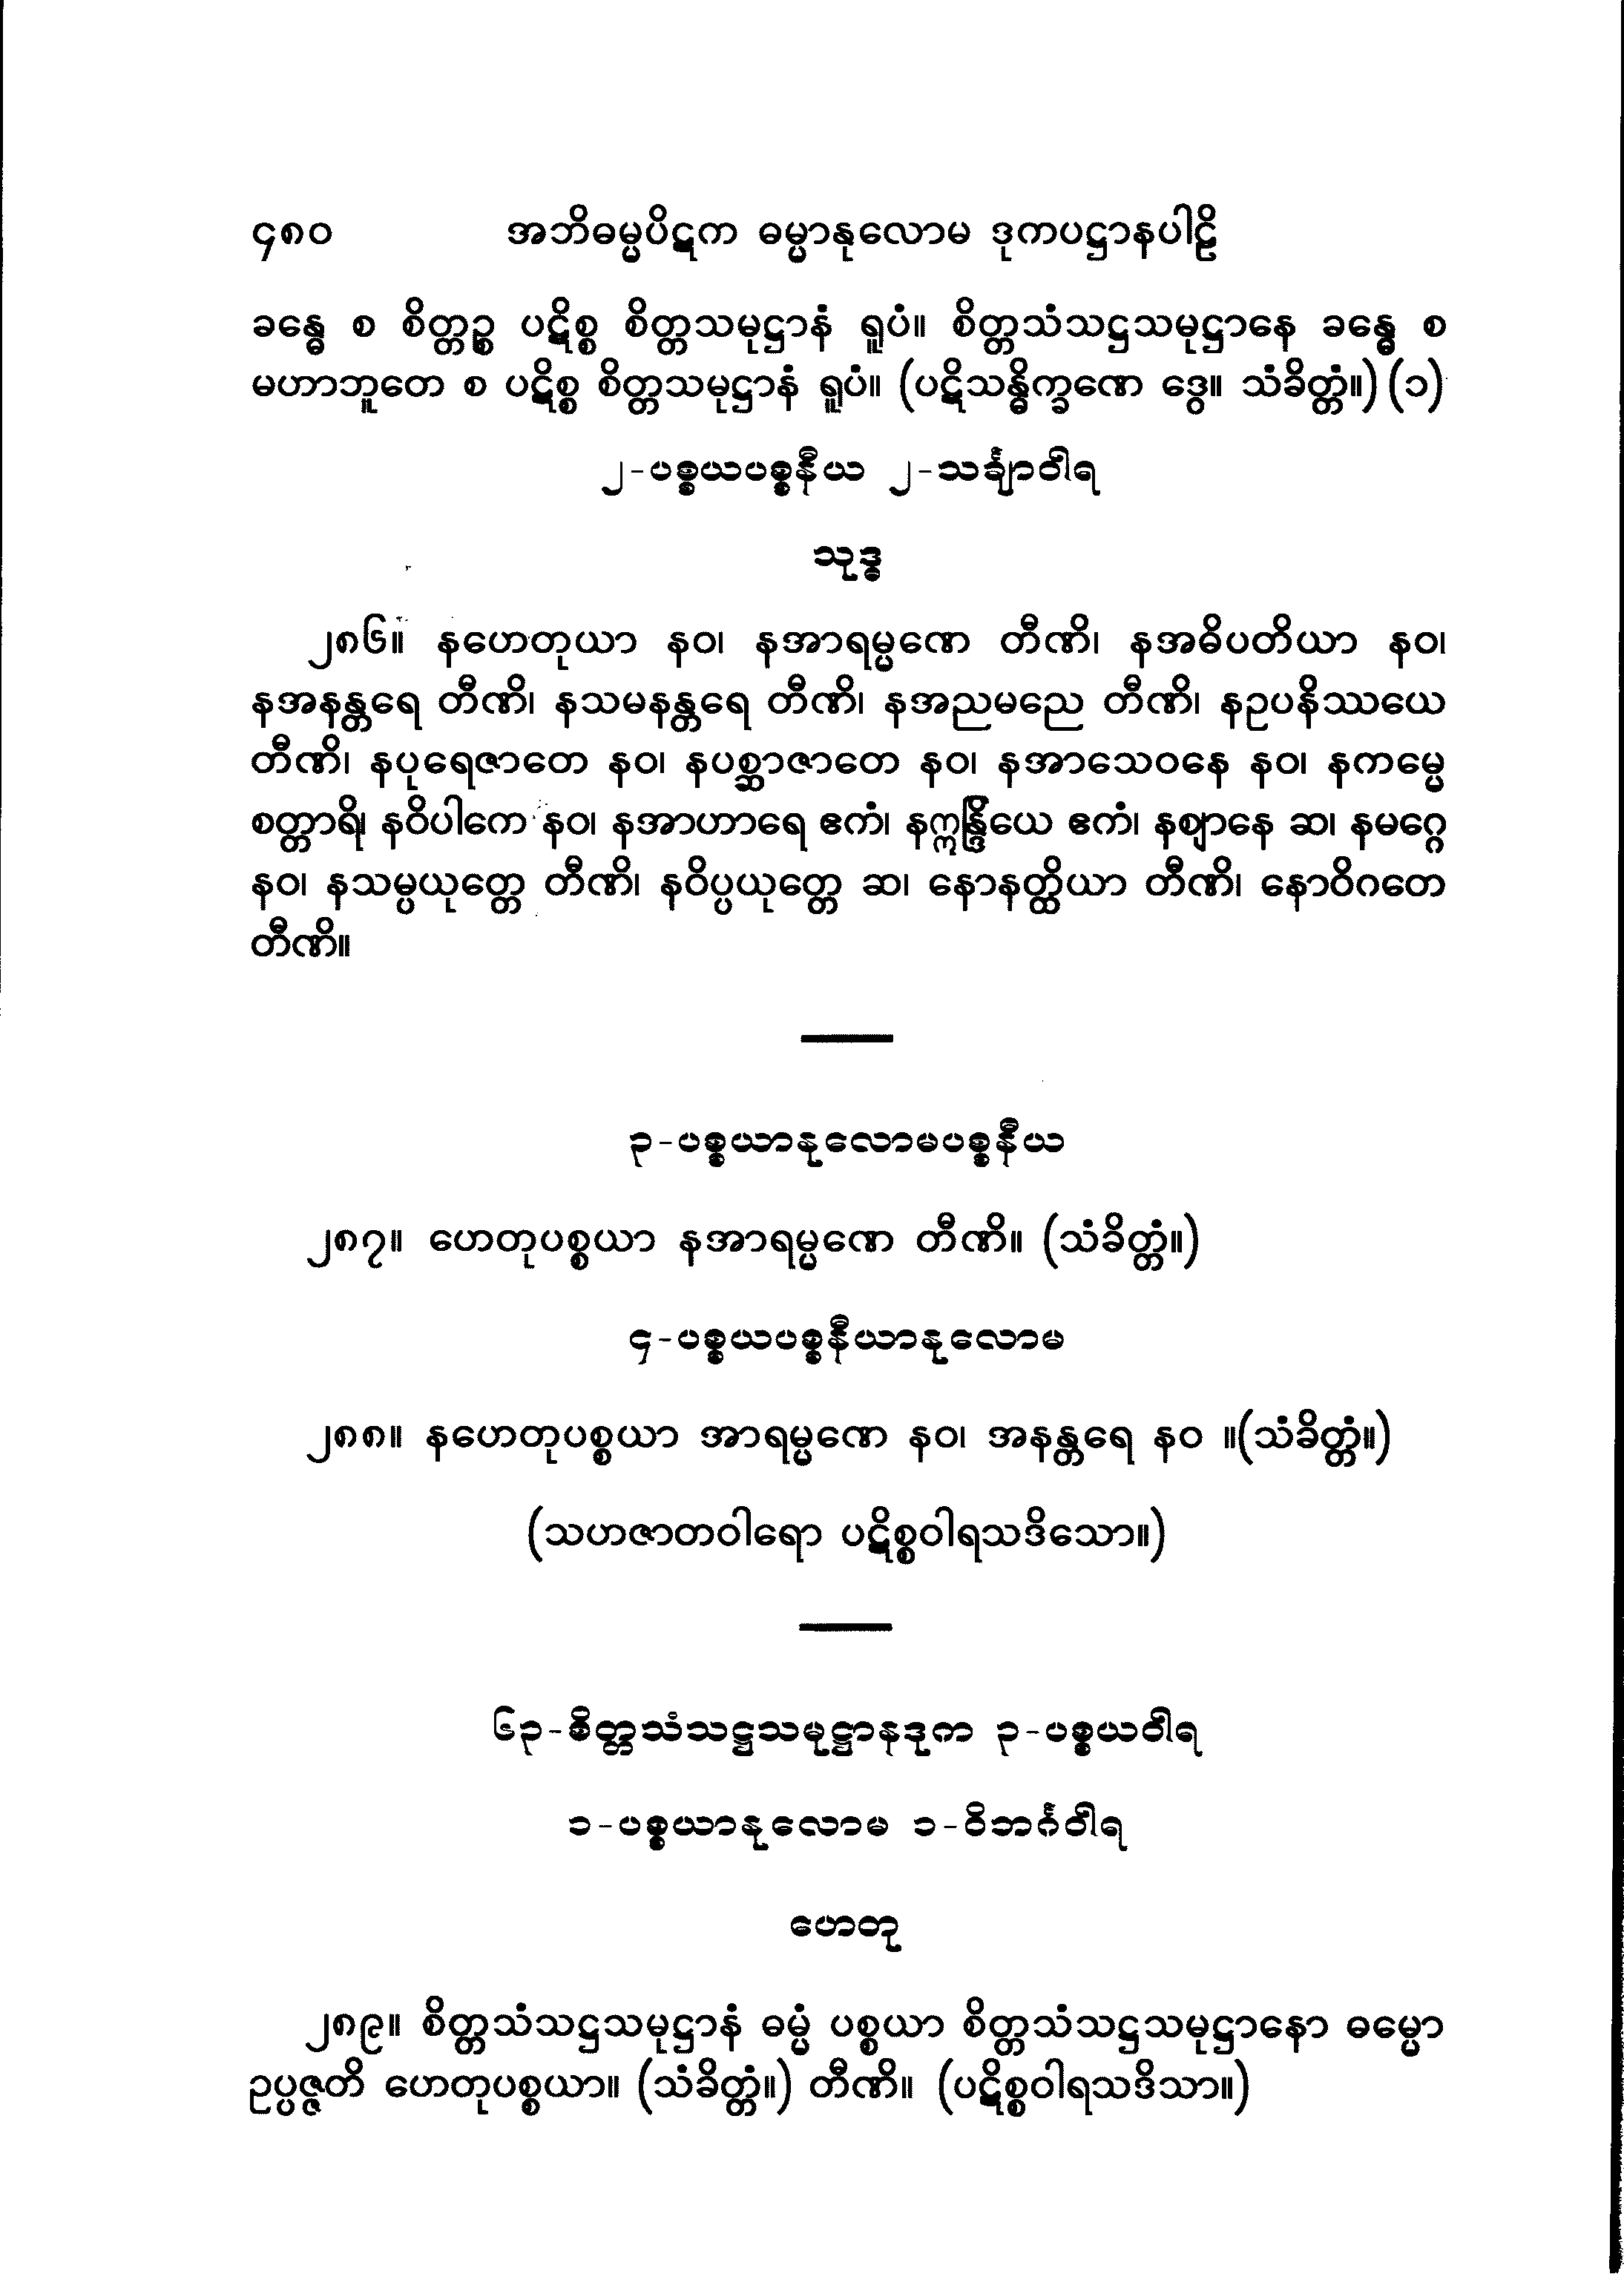 ၄၈၀ အဘိဓမ္မပိဋက ဓမ္မာနုလောမ ဒုကပဋ္ဌာနပါဠိ
ခန္ဓေ စ စိတ္တဉ္စ ပဋိစ္စ စိတ္တသမုဋ္ဌာနံ ရူပံ။ စိတ္တသံသဋ္ဌသမုဋ္ဌာနေ ခန္ဓေ စ
မဟာဘူတေ စ ပဋိစ္စ စိတ္တသမုဋ္ဌာနံ ရူပံ။ (ပဋိသန္ဓိက္ခဏေ ဒွေ။ သံခိတ္တံ။) (၁)
၂-ပစ္စယပစ္စနီယ ၂-သင်္ချာဝါရ
သုဒ္ဓ
၂၈၆။ နဟေတုယာ နဝ၊ နအာရမ္မဏေ တီဏိ၊ နအဓိပတိယာ နဝ၊
နအနန္တရေ တီဏိ၊ နသမနန္တရေ တီဏိ၊ နအညမညေ တီဏိ၊ နဥပနိဿယေ
တီဏိ၊ နပုရေဇာတေ နဝ၊ နပစ္ဆာဇာတေ နဝ၊ နအာသေဝနေ နဝ၊ နကမ္မေ
စတ္တာရိ၊ နဝိပါကေ နဝ၊ နအာဟာရေ ဧကံ၊ နဣန္ဒြိယေ ဧကံ၊ နဈာနေ ဆ၊ နမဂ္ဂေ
နဝ၊ နသမ္ပယုတ္တေ တီဏိ၊ နဝိပ္ပယုတ္တေ ဆ၊ နောနတ္ထိယာ တီဏိ၊ နောဝိဂတေ
တီဏိ။
၃-ပစ္စယာနုလောမပစ္စနီယ
၂၈၇။ ဟေတုပစ္စယာ နအာရမ္မဏေ တီဏိ။ (သံခိတ္တံ။)
၄-ပစ္စယပစ္စနီယာနုလောမ
၂၈၈။ နဟေတုပစ္စယာ အာရမ္မဏေ နဝ၊ အနန္တရေ နဝ ။(သံခိတ္တံ။)
(သဟဇာတဝါရော ပဋိစ္စဝါရသဒိသော။)
၆၃-စိတ္တသံသဋ္ဌသမုဋ္ဌာနဒုက ၃-ပစ္စယဝါရ
၁-ပစ္စယာနုလောမ ၁-ဝိဘင်္ဂဝါရ
ဟေတု
၂၈၉။ စိတ္တသံသဋ္ဌသမုဋ္ဌာနံ ဓမ္မံ ပစ္စယာ စိတ္တသံသဋ္ဌသမုဋ္ဌာနော ဓမ္မော
ဥပ္ပဇ္ဇတိ ဟေတုပစ္စယာ။ (သံခိတ္တံ။) တီဏိ။ (ပဋိစ္စဝါရသဒိသာ။)